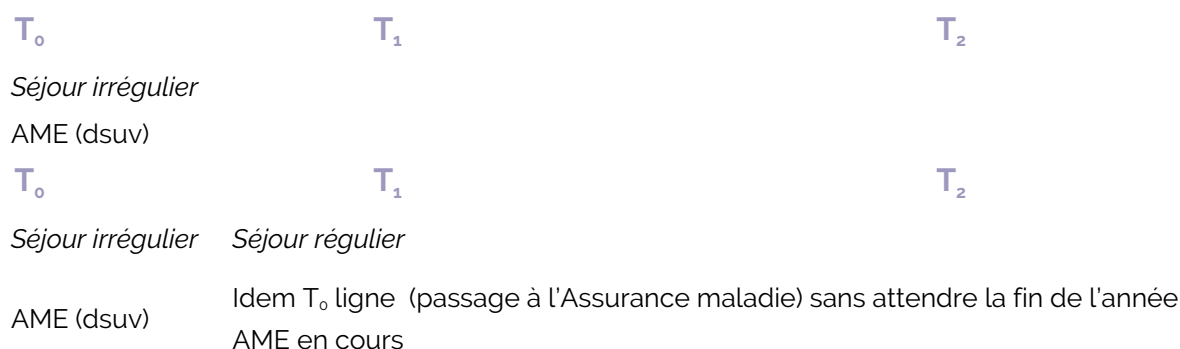 T₀ T₁ T₂
Séjour irrégulier
AME (dsuv)
T₀ T₁ T₂
Séjour irrégulier Séjour régulier
AME (dsuv) Idem T₀ ligne (passage à l’Assurance maladie) sans attendre la fin de l’année
AME en cours